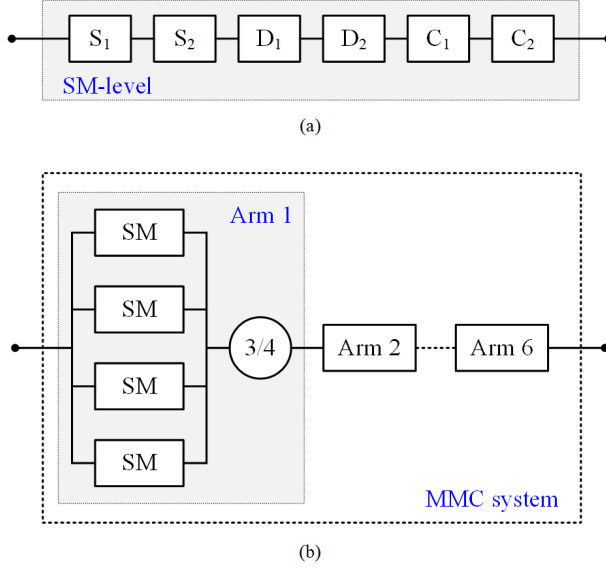 S₁ S₂ D₁ D₂ C₁ C₂
SM-level
(a)
Arm 1
SM
SM
3/4 Arm 2 Arm 6
SM
SM
MMC system
(b)